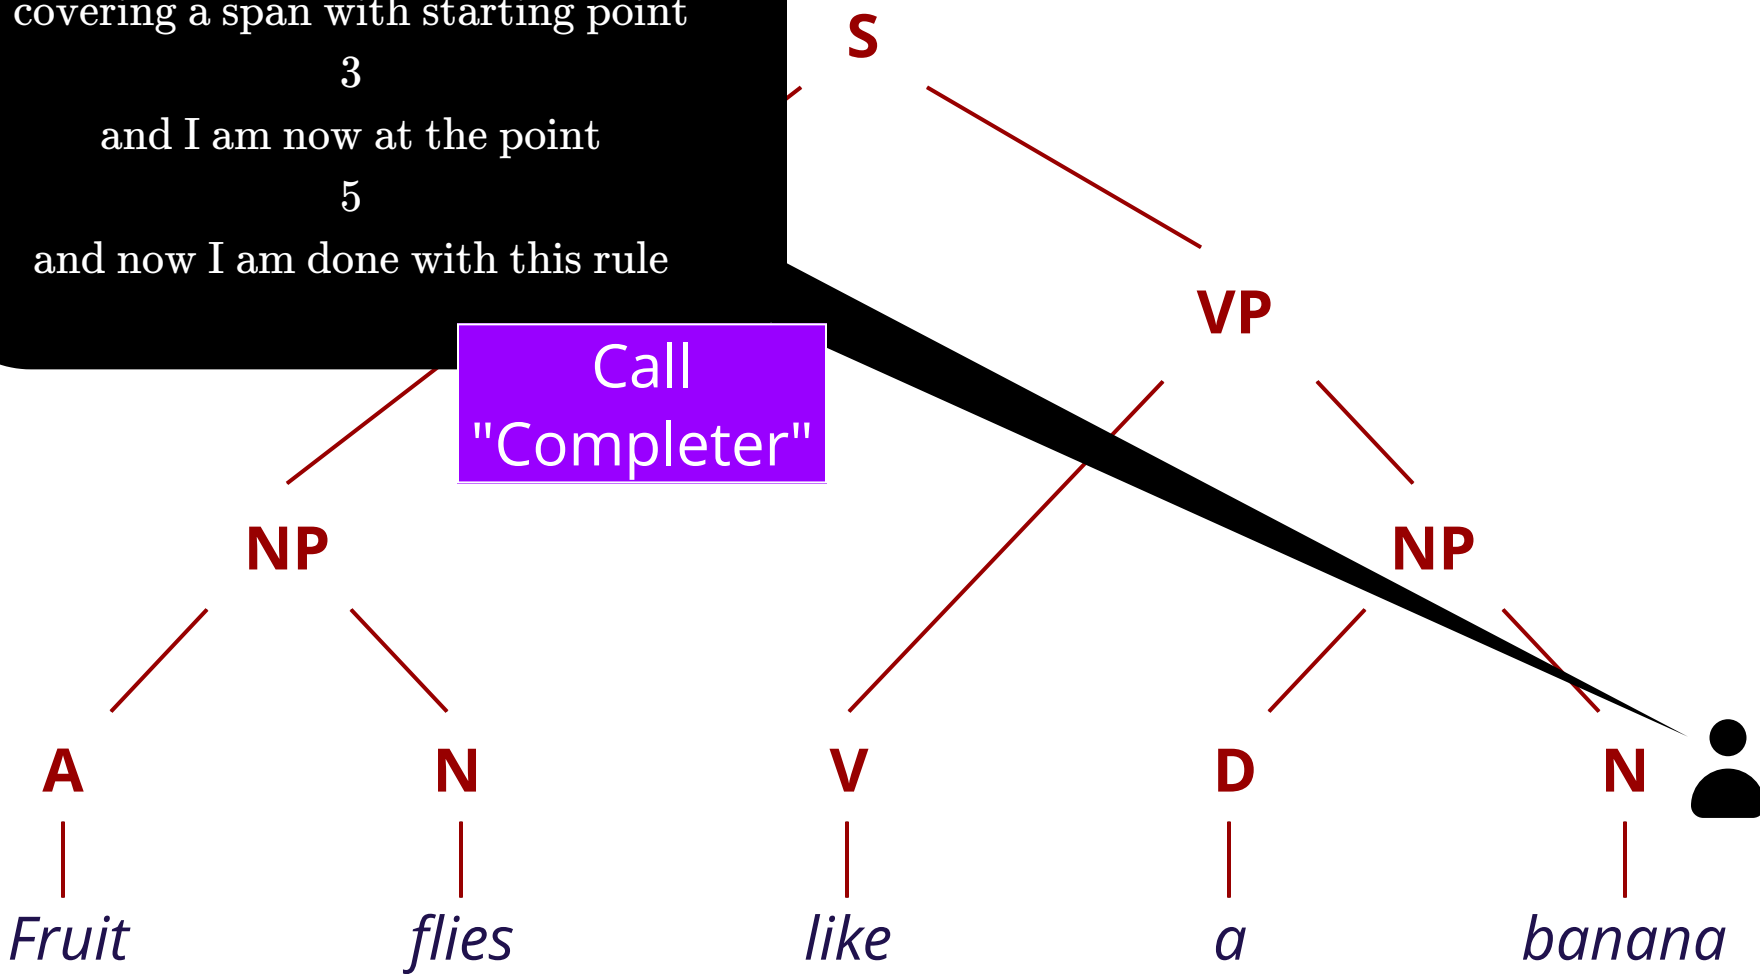 covering a span with starting point
3
and I am now at the point
5
and now I am done with this rule
Call
"Completer"
S
VP
NP
NP
A N V D N
Fruit flies like a banana